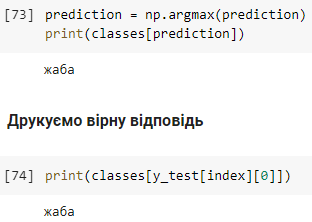 [73] prediction = np.argmax(prediction)
print(classes[prediction])
жаба
Друкуємо вірну відповідь
[74] print(classes[y_test[index][0]])
жаба